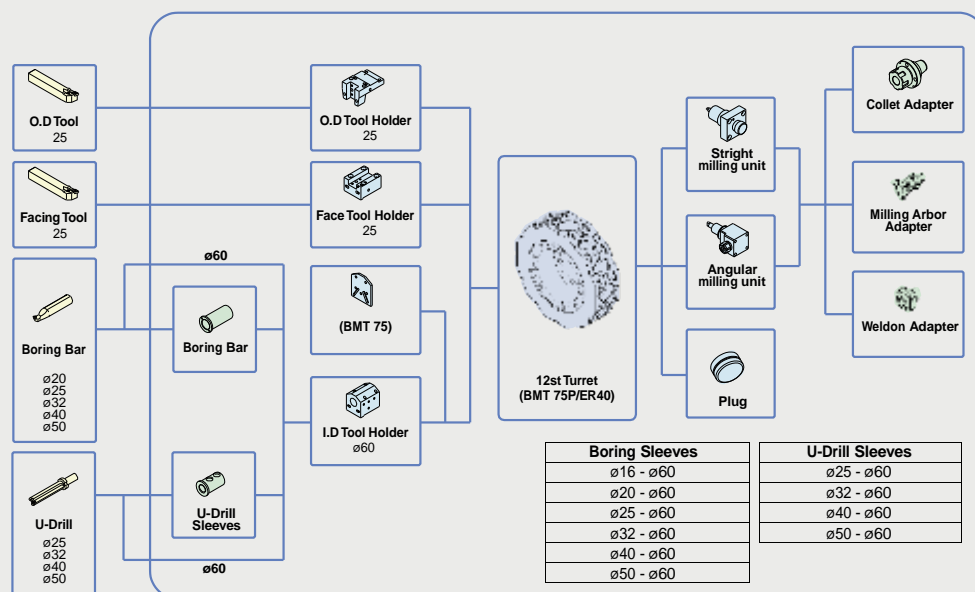 O.D Tool
25
Facing Tool
25
ø60
Boring Bar
ø20
ø25
ø32
ø40
ø50
Boring Bar
U-Drill
ø25
ø32
ø40
ø50
U-Drill
Sleeves
ø60
O.D Tool Holder
25
Face Tool Holder
25
(BMT 75)
I.D Tool Holder
ø60
12st Turret
(BMT 75P/ER40)
Stright
milling unit
Angular
milling unit
Plug
Collet Adapter
Milling Arbor
Adapter
Weldon Adapter
Boring Sleeves
ø16 - ø60
ø20 - ø60
ø25 - ø60
ø32 - ø60
ø40 - ø60
ø50 - ø60
U-Drill Sleeves
ø25 - ø60
ø32 - ø60
ø40 - ø60
ø50 - ø60